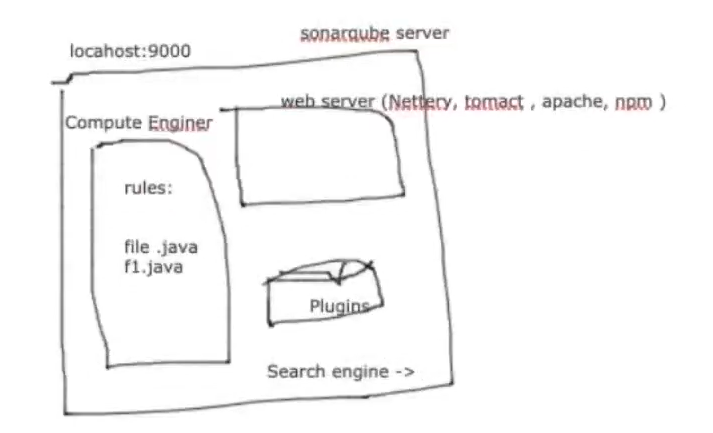 sonarqube server
locahost:9000
web server (Nettery, tomact , apache, npm )
Compute Enginer
rules:
file .java
f1.java
Plugins
Search engine ->